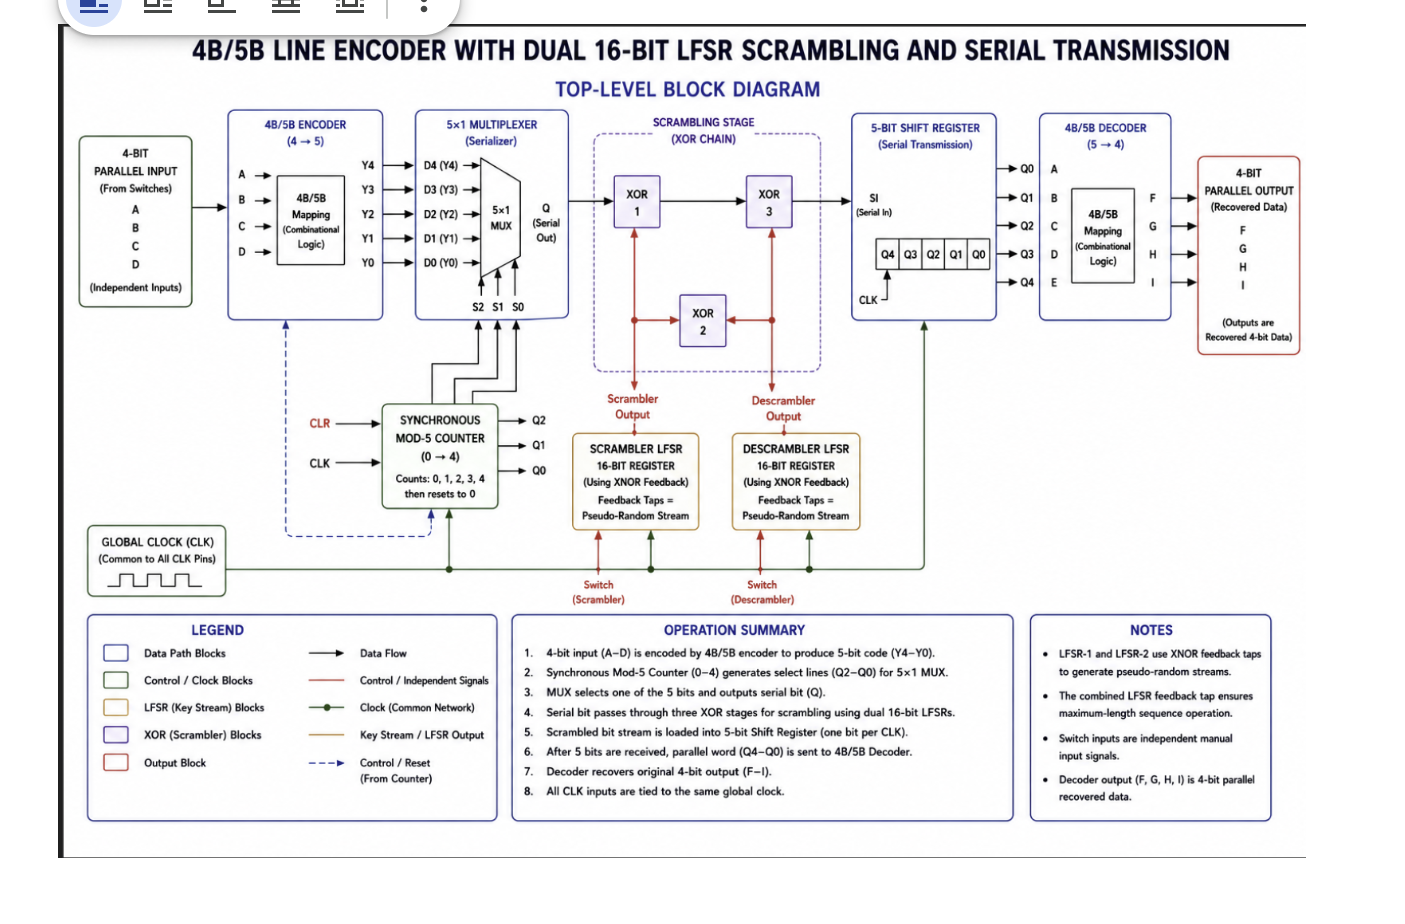 4B/5B LINE ENCODER WITH DUAL 16-BIT LFSR SCRAMBLING AND SERIAL TRANSMISSION
TOP-LEVEL BLOCK DIAGRAM
4-BIT
PARALLEL INPUT
(From Switches)
A
B
C
D
(Independent Inputs)
4B/5B ENCODER
(4 → 5)
A
B
C
D
4B/5B
Mapping
(Combinational
Logic)
Y4
Y3
Y2
Y1
Y0
5×1 MULTIPLEXER
(Serializer)
D4 (Y4)
D3 (Y3)
D2 (Y2)
D1 (Y1)
D0 (Y0)
5×1
MUX
Q
(Serial
Out)
S2 S1 S0
SCRAMBLING STAGE
(XOR CHAIN)
XOR
1
XOR
3
XOR
2
5-BIT SHIFT REGISTER
(Serial Transmission)
SI
(Serial In)
Q4 Q3 Q2 Q1 Q0
CLK
Q0
Q1
Q2
Q3
Q4
4B/5B DECODER
(5 → 4)
A
B
C
D
E
4B/5B
Mapping
(Combinational
Logic)
F
G
H
I
4-BIT
PARALLEL OUTPUT
(Recovered Data)
F
G
H
I
(Outputs are
Recovered 4-bit Data)
CLR
CLK
SYNCHRONOUS
MOD-5 COUNTER
(0 → 4)
Counts: 0, 1, 2, 3, 4
then resets to 0
Q2
Q1
Q0
Scrambler
Output
Descrambler
Output
SCRAMBLER LFSR
16-BIT REGISTER
(Using XNOR Feedback)
Feedback Taps =
Pseudo-Random Stream
DESCRAMBLER LFSR
16-BIT REGISTER
(Using XNOR Feedback)
Feedback Taps =
Pseudo-Random Stream
GLOBAL CLOCK (CLK)
(Common to All CLK Pins)
Switch
(Scrambler)
Switch
(Descrambler)
LEGEND
Data Path Blocks
Control / Clock Blocks
LFSR (Key Stream) Blocks
XOR (Scrambler) Blocks
Output Block
Data Flow
Control / Independent Signals
Clock (Common Network)
Key Stream / LFSR Output
Control / Reset
(From Counter)
OPERATION SUMMARY
1. 4-bit input (A–D) is encoded by 4B/5B encoder to produce 5-bit code (Y4–Y0).
2. Synchronous Mod-5 Counter (0–4) generates select lines (Q2–Q0) for 5×1 MUX.
3. MUX selects one of the 5 bits and outputs serial bit (Q).
4. Serial bit passes through three XOR stages for scrambling using dual 16-bit LFSRs.
5. Scrambled bit stream is loaded into 5-bit Shift Register (one bit per CLK).
6. After 5 bits are received, parallel word (Q4–Q0) is sent to 4B/5B Decoder.
7. Decoder recovers original 4-bit output (F–I).
8. All CLK inputs are tied to the same global clock.
NOTES
• LFSR-1 and LFSR-2 use XNOR feedback taps
to generate pseudo-random streams.
• The combined LFSR feedback tap ensures
maximum-length sequence operation.
• Switch inputs are independent manual
input signals.
• Decoder output (F, G, H, I) is 4-bit parallel
recovered data.